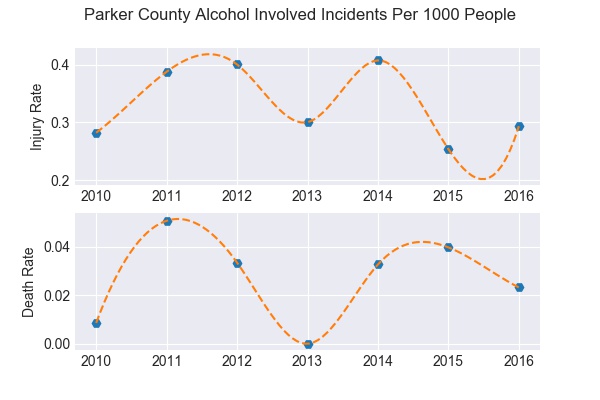 Parker County Alcohol Involved Incidents Per 1000 People
Injury Rate
0.4
0.3
0.2
2010 2011 2012 2013 2014 2015 2016
Death Rate
0.04
0.02
0.00
2010 2011 2012 2013 2014 2015 2016